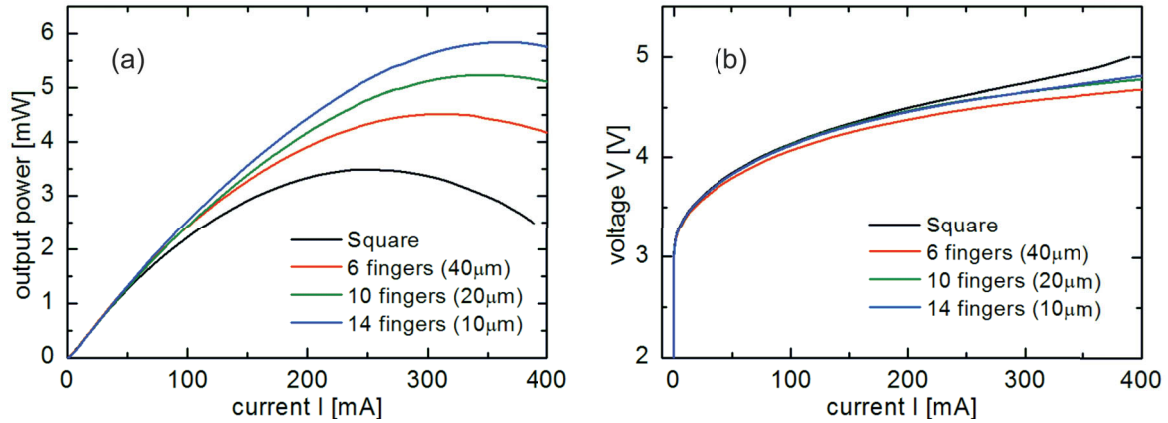 (a)
output power [mW]
6
5
4
3
2
1
0
0 100 200 300 400
current I [mA]
Square
6 fingers (40μm)
10 fingers (20μm)
14 fingers (10μm)
(b)
voltage V [V]
5
4
3
2
0 100 200 300 400
current I [mA]
Square
6 fingers (40μm)
10 fingers (20μm)
14 fingers (10μm)